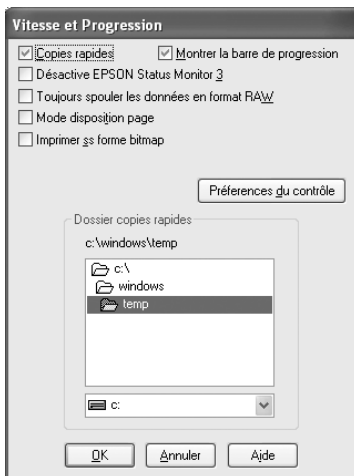 Vitesse et Progression
Copies rapides Montrer la barre de progression
Désactive EPSON Status Monitor 3
Toujours spouler les données en format RAW
Mode disposition page
Imprimer ss forme bitmap
Préferences du contrôle
Dossier copies rapides
c:\windows\temp
c:\
windows
temp
c:
OK Annuler Ajde